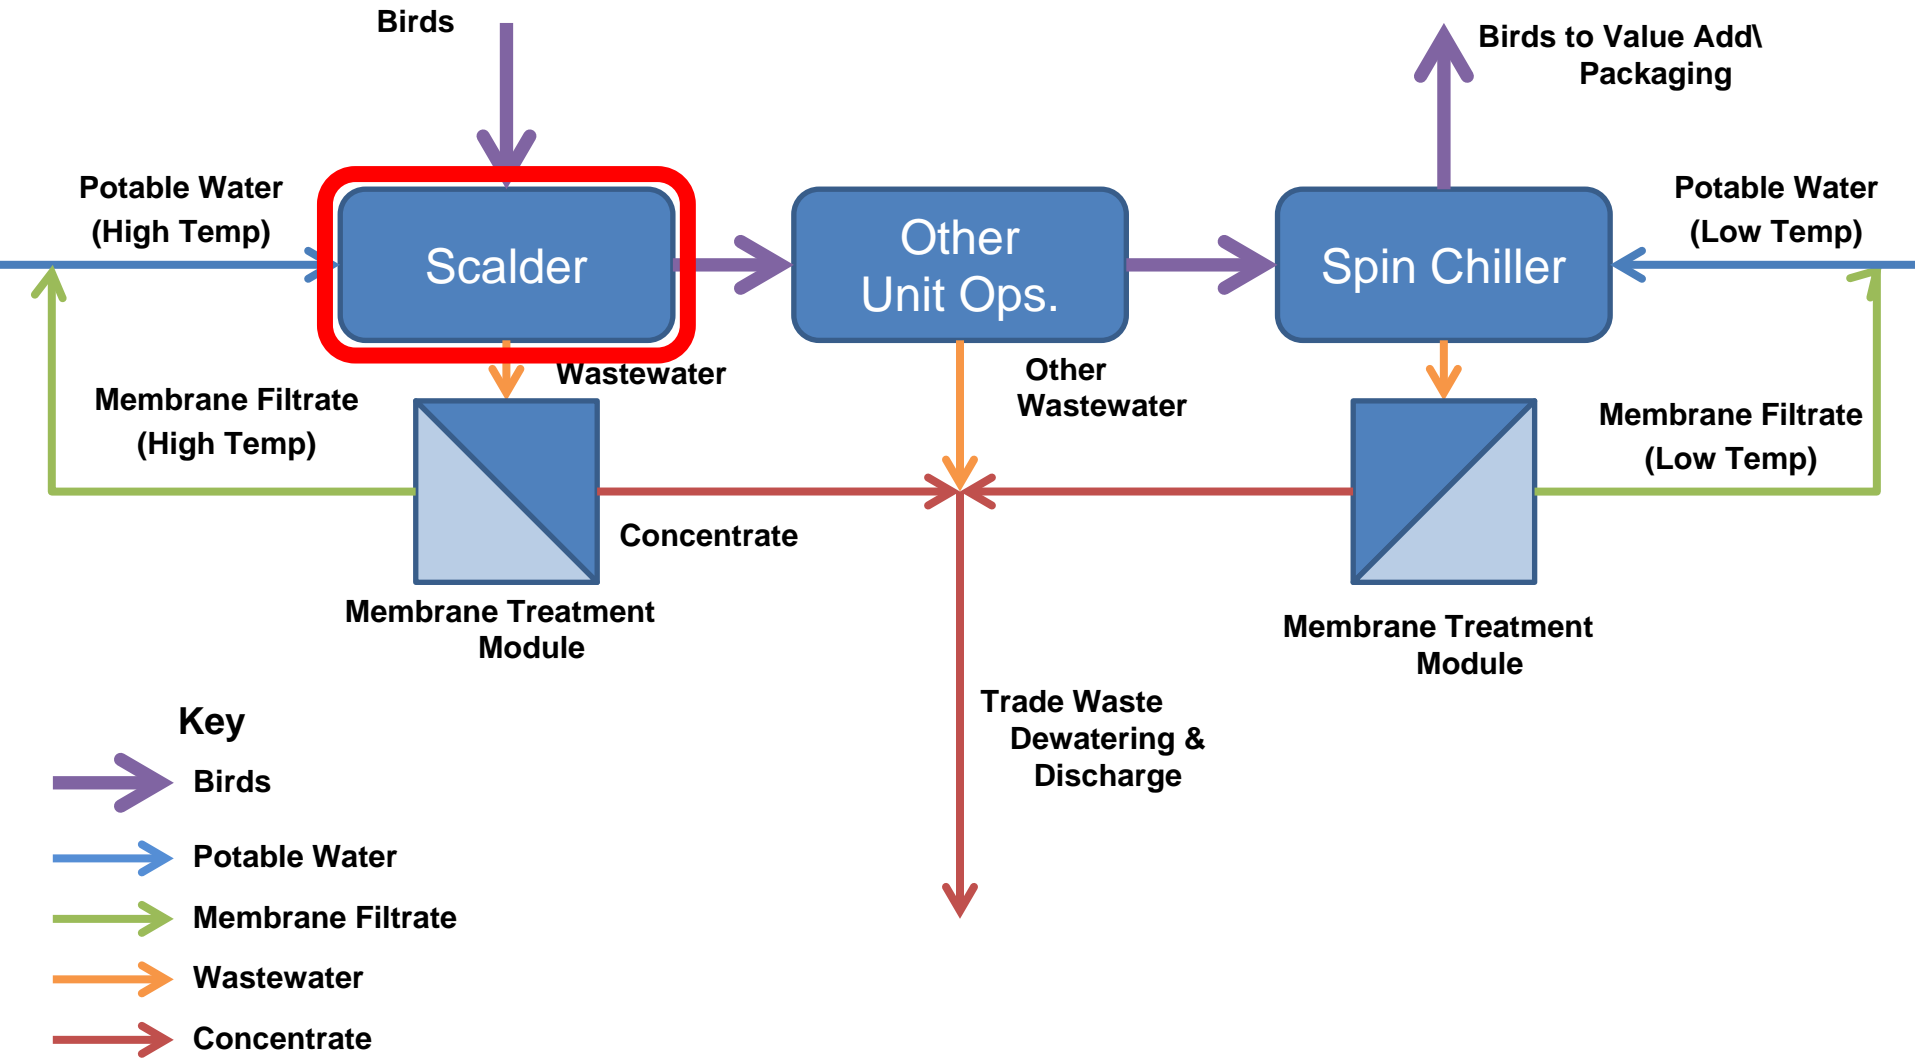 Birds
Birds to Value Add\
Packaging
Potable Water
(High Temp)
Scalder
Other
Unit Ops.
Spin Chiller
Potable Water
(Low Temp)
Wastewater
Other
Wastewater
Membrane Filtrate
(High Temp)
Membrane Filtrate
(Low Temp)
Concentrate
Membrane Treatment
Module
Membrane Treatment
Module
Trade Waste
Dewatering &
Discharge
Key
Birds
Potable Water
Membrane Filtrate
Wastewater
Concentrate